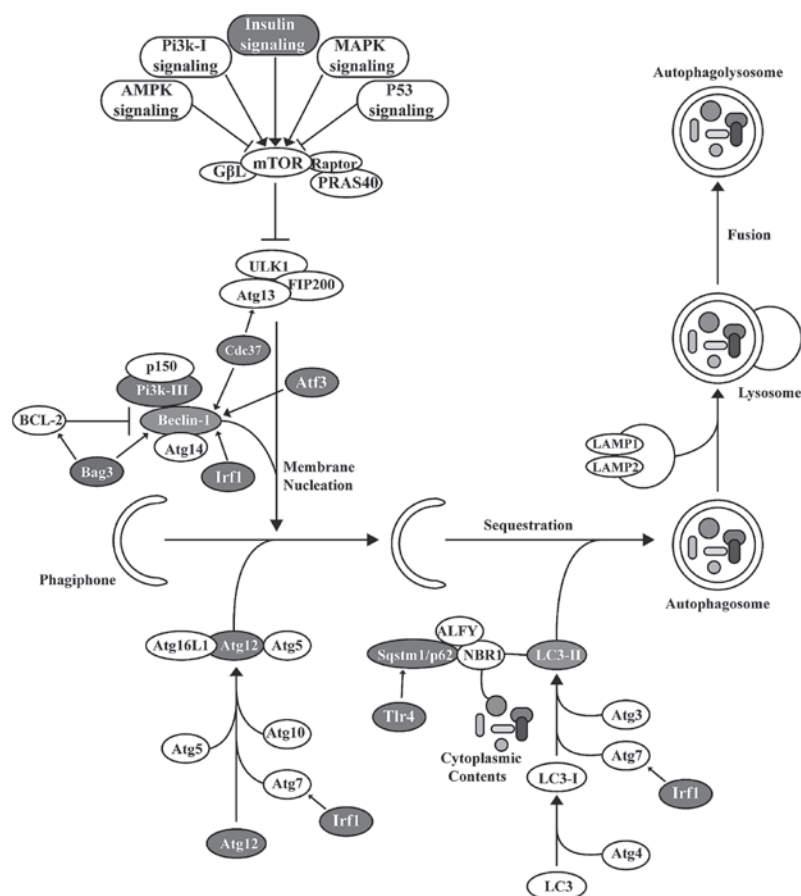 Insulin
signaling
Pi3k-I
signaling
MAPK
signaling
AMPK
signaling
P53
signaling
GβL
mTOR
Raptor
PRAS40
ULK1
FIP200
Atg13
Cdc37
p150
Pi3k-III
Atf3
BCL-2
Beclin-1
Atg14
Bag3
Irf1
Membrane
Nucleation
Phagiphone
Sequestration
Autophagolysosome
Fusion
Lysosome
LAMP1
LAMP2
Autophagosome
Atg16L1
Atg12
Atg5
Atg5
Atg10
Atg7
Irf1
Atg12
ALFY
Sqstm1/p62
NBR1
LC3-II
Tlr4
Cytoplasmic
Contents
Atg3
Atg7
LC3-I
Irf1
Atg4
LC3